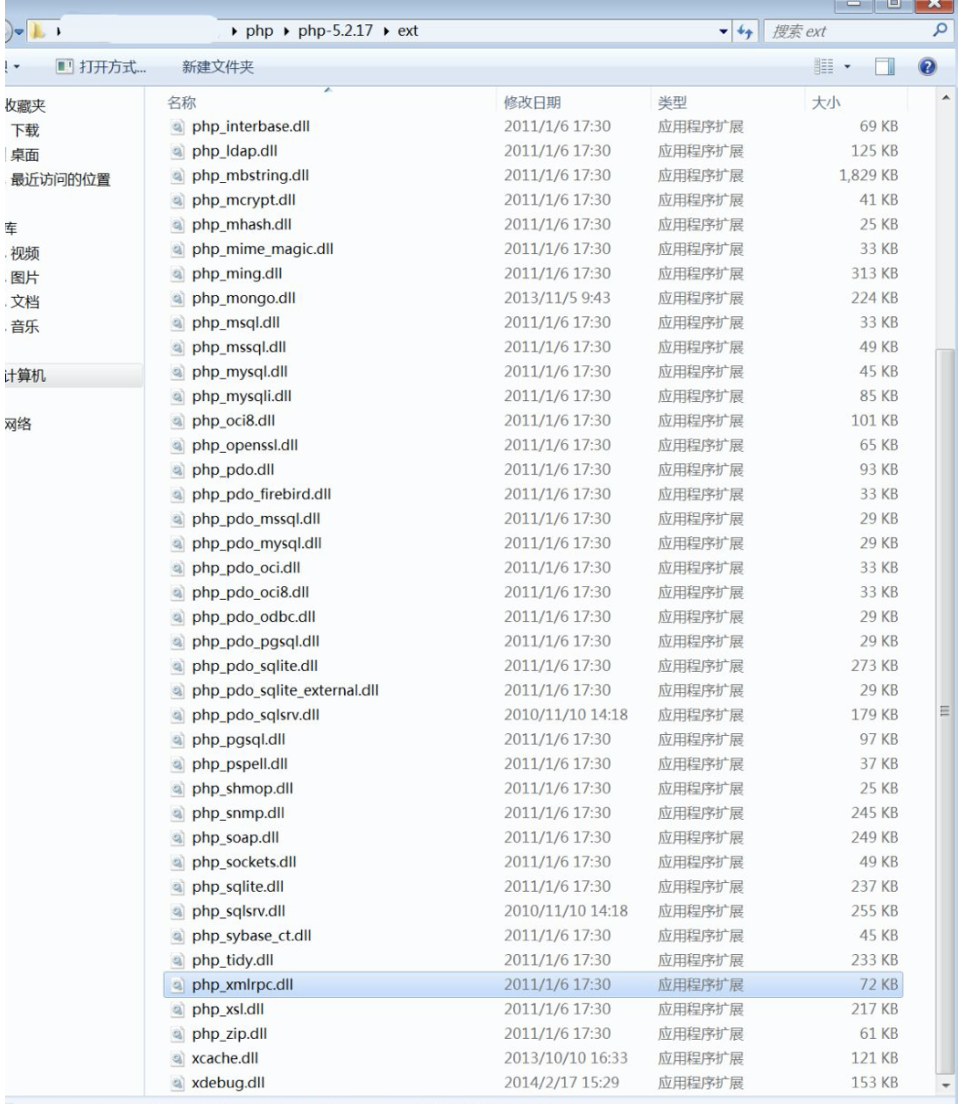 php php-5.2.17 ext 搜索 ext
打开方式... 新建文件夹
名称 修改日期 类型 大小
收藏夹
下载
桌面
最近访问的位置
库
视频
图片
文档
音乐
计算机
网络
php_interbase.dll 2011/1/6 17:30 应用程序扩展 69 KB
php_ldap.dll 2011/1/6 17:30 应用程序扩展 125 KB
php_mbstring.dll 2011/1/6 17:30 应用程序扩展 1,829 KB
php_mcrypt.dll 2011/1/6 17:30 应用程序扩展 41 KB
php_mhash.dll 2011/1/6 17:30 应用程序扩展 25 KB
php_mime_magic.dll 2011/1/6 17:30 应用程序扩展 33 KB
php_ming.dll 2011/1/6 17:30 应用程序扩展 313 KB
php_mongo.dll 2013/11/5 9:43 应用程序扩展 224 KB
php_msql.dll 2011/1/6 17:30 应用程序扩展 33 KB
php_mssql.dll 2011/1/6 17:30 应用程序扩展 49 KB
php_mysql.dll 2011/1/6 17:30 应用程序扩展 45 KB
php_mysqli.dll 2011/1/6 17:30 应用程序扩展 85 KB
php_oci8.dll 2011/1/6 17:30 应用程序扩展 101 KB
php_openssl.dll 2011/1/6 17:30 应用程序扩展 65 KB
php_pdo.dll 2011/1/6 17:30 应用程序扩展 93 KB
php_pdo_firebird.dll 2011/1/6 17:30 应用程序扩展 33 KB
php_pdo_mssql.dll 2011/1/6 17:30 应用程序扩展 29 KB
php_pdo_mysql.dll 2011/1/6 17:30 应用程序扩展 29 KB
php_pdo_oci.dll 2011/1/6 17:30 应用程序扩展 33 KB
php_pdo_oci8.dll 2011/1/6 17:30 应用程序扩展 33 KB
php_pdo_odbc.dll 2011/1/6 17:30 应用程序扩展 29 KB
php_pdo_pgsql.dll 2011/1/6 17:30 应用程序扩展 29 KB
php_pdo_sqlite.dll 2011/1/6 17:30 应用程序扩展 273 KB
php_pdo_sqlite_external.dll 2011/1/6 17:30 应用程序扩展 29 KB
php_pdo_sqlsrv.dll 2010/11/10 14:18 应用程序扩展 179 KB
php_pgsql.dll 2011/1/6 17:30 应用程序扩展 97 KB
php_pspell.dll 2011/1/6 17:30 应用程序扩展 37 KB
php_shmop.dll 2011/1/6 17:30 应用程序扩展 25 KB
php_snmp.dll 2011/1/6 17:30 应用程序扩展 245 KB
php_soap.dll 2011/1/6 17:30 应用程序扩展 249 KB
php_sockets.dll 2011/1/6 17:30 应用程序扩展 49 KB
php_sqlite.dll 2011/1/6 17:30 应用程序扩展 237 KB
php_sqlsrv.dll 2010/11/10 14:18 应用程序扩展 255 KB
php_sybase_ct.dll 2011/1/6 17:30 应用程序扩展 45 KB
php_tidy.dll 2011/1/6 17:30 应用程序扩展 233 KB
php_xmlrpc.dll 2011/1/6 17:30 应用程序扩展 72 KB
php_xsl.dll 2011/1/6 17:30 应用程序扩展 217 KB
php_zip.dll 2011/1/6 17:30 应用程序扩展 61 KB
xcache.dll 2013/10/10 16:33 应用程序扩展 121 KB
xdebug.dll 2014/2/17 15:29 应用程序扩展 153 KB